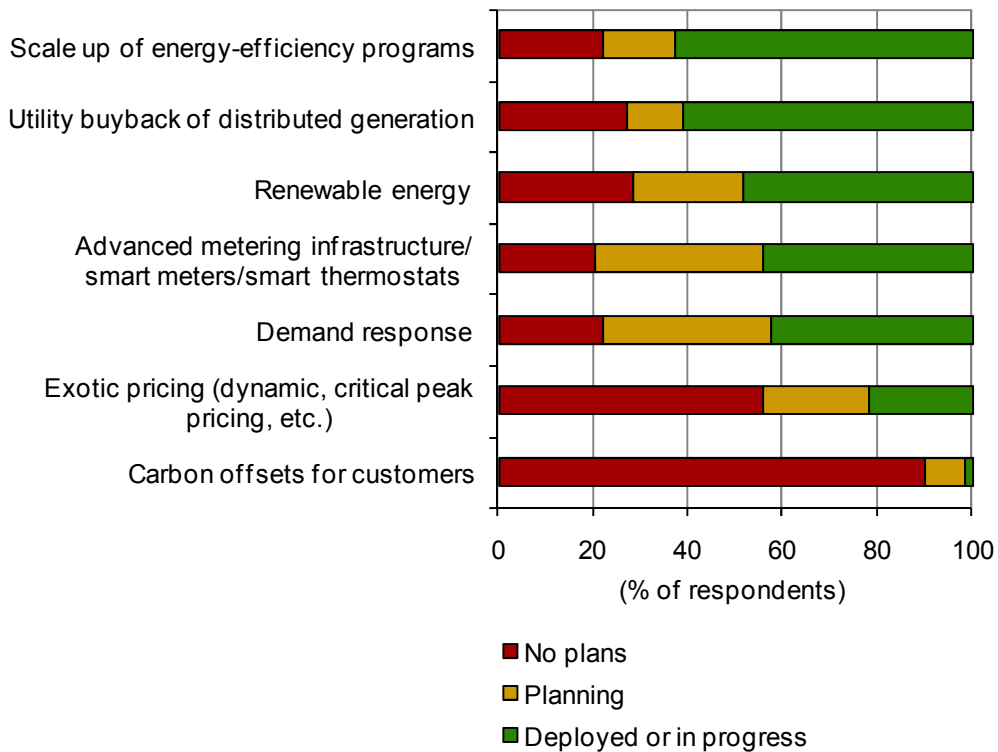 Scale up of energy-efficiency programs
Utility buyback of distributed generation
Renewable energy
Advanced metering infrastructure/
smart meters/smart thermostats
Demand response
Exotic pricing (dynamic, critical peak
pricing, etc.)
Carbon offsets for customers
0 20 40 60 80 100
(% of respondents)
No plans
Planning
Deployed or in progress